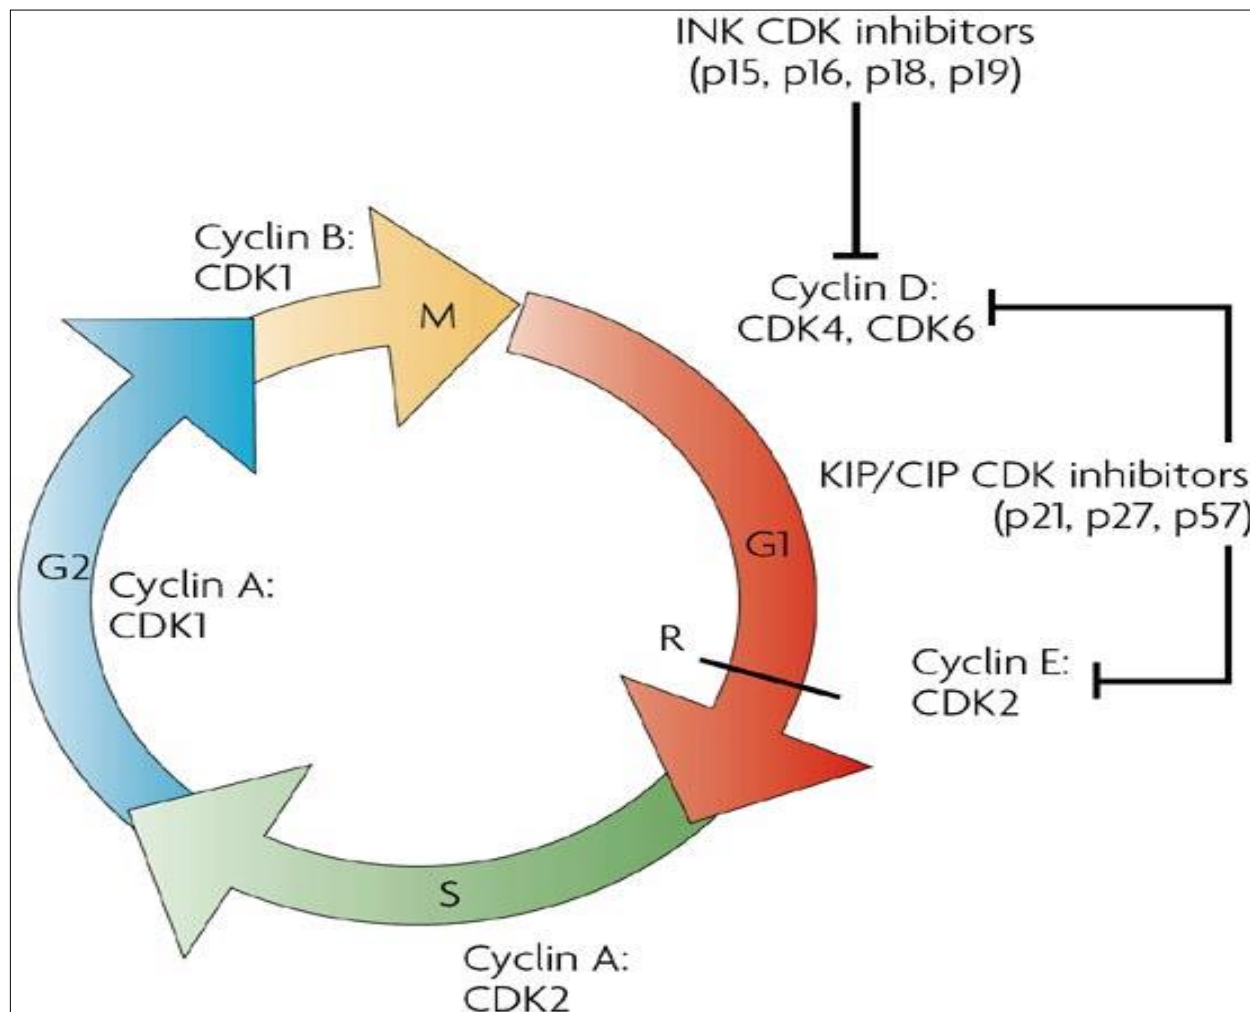 INK CDK inhibitors
(p15, p16, p18, p19)
Cyclin B:
CDK1
M
Cyclin D:
CDK4, CDK6
KIP/CIP CDK inhibitors
(p21, p27, p57)
G1
G2
Cyclin A:
CDK1
R
Cyclin E:
CDK2
S
Cyclin A:
CDK2